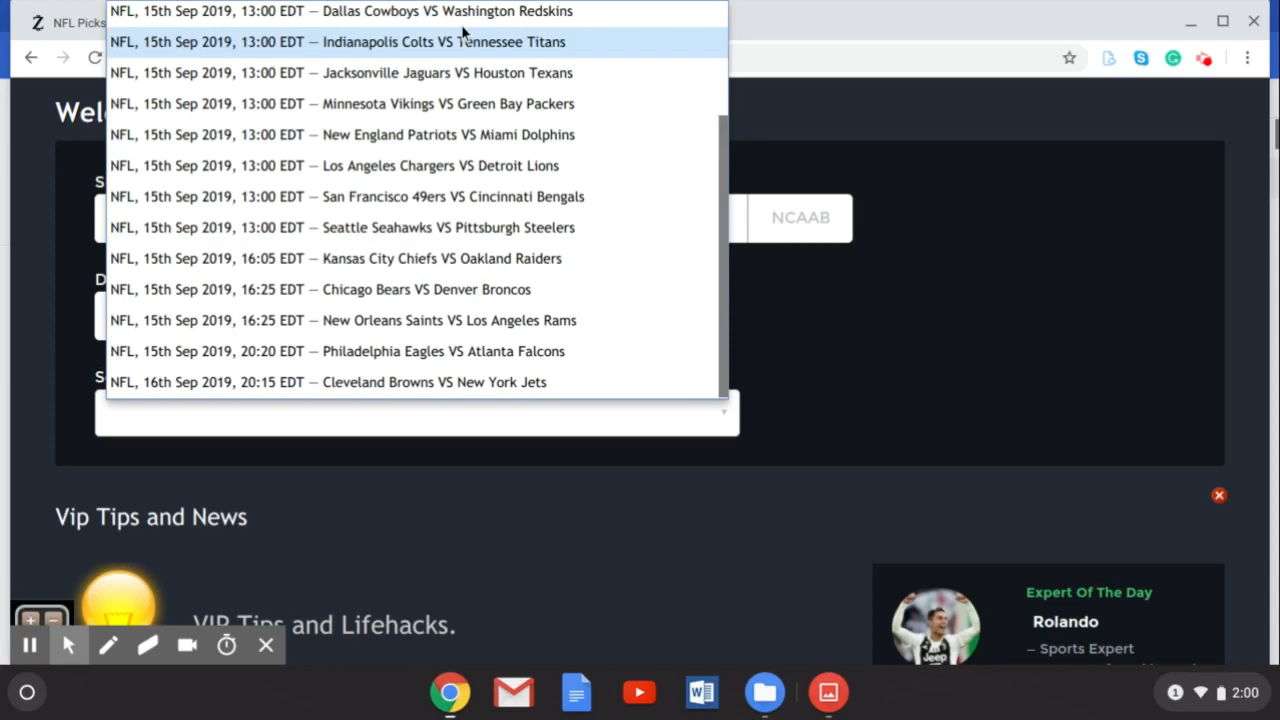 NFL, 15th Sep 2019, 13:00 EDT — Dallas Cowboys VS Washington Redskins
NFL Picks
NFL, 15th Sep 2019, 13:00 EDT — Indianapolis Colts VS Tennessee Titans
NFL, 15th Sep 2019, 13:00 EDT — Jacksonville Jaguars VS Houston Texans
NFL, 15th Sep 2019, 13:00 EDT — Minnesota Vikings VS Green Bay Packers
Wel
NFL, 15th Sep 2019, 13:00 EDT — New England Patriots VS Miami Dolphins
NFL, 15th Sep 2019, 13:00 EDT — Los Angeles Chargers VS Detroit Lions
S
NFL, 15th Sep 2019, 13:00 EDT — San Francisco 49ers VS Cincinnati Bengals
NCAAB
NFL, 15th Sep 2019, 13:00 EDT — Seattle Seahawks VS Pittsburgh Steelers
NFL, 15th Sep 2019, 16:05 EDT — Kansas City Chiefs VS Oakland Raiders
D
NFL, 15th Sep 2019, 16:25 EDT — Chicago Bears VS Denver Broncos
NFL, 15th Sep 2019, 16:25 EDT — New Orleans Saints VS Los Angeles Rams
NFL, 15th Sep 2019, 20:20 EDT — Philadelphia Eagles VS Atlanta Falcons
S
NFL, 16th Sep 2019, 20:15 EDT — Cleveland Browns VS New York Jets
Vip Tips and News
VIP Tips and Lifehacks.
Expert Of The Day
Rolando
— Sports Expert
Jeep
1
2:00